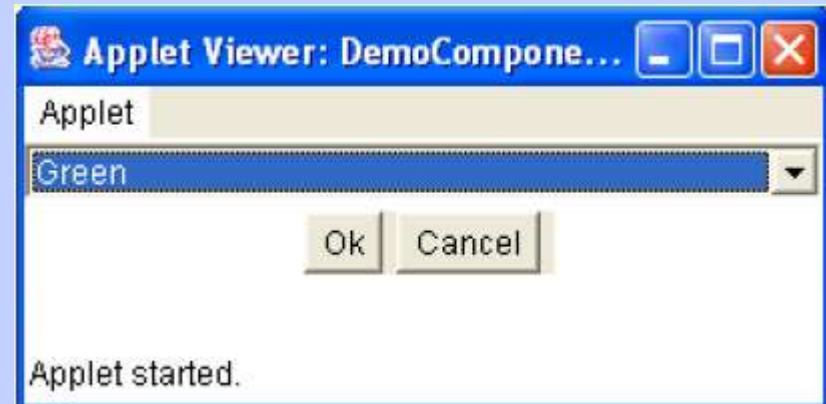 Applet Viewer: DemoCompone...
Applet
Green
Ok Cancel
Applet started.